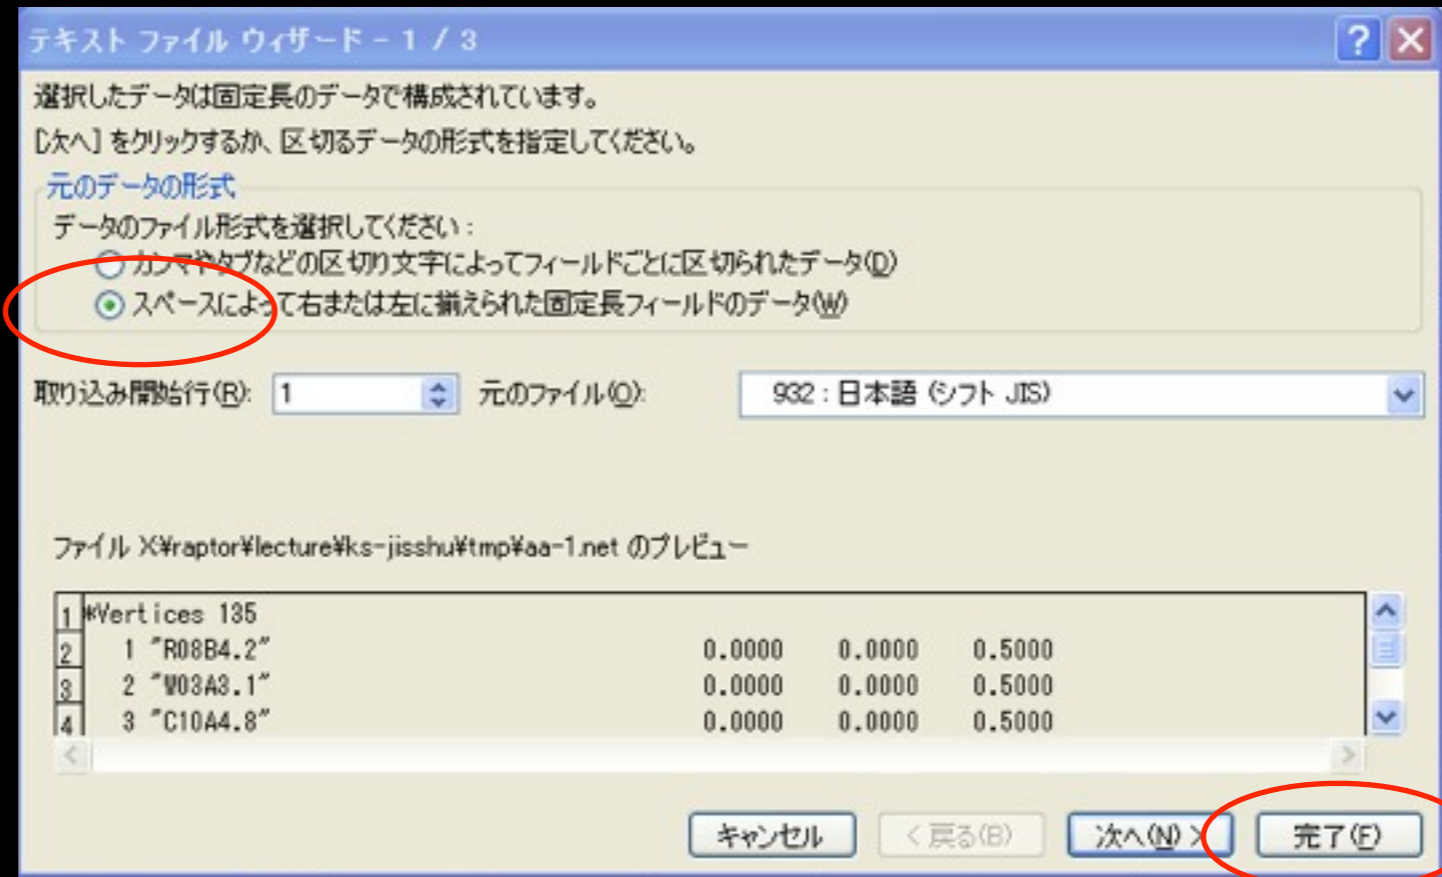 テキスト ファイル ウィザード - 1 / 3
選択したデータは固定長のデータで構成されています。
[次へ] をクリックするか、区切るデータの形式を指定してください。
元のデータの形式
データのファイル形式を選択してください:
カンマやタブなどの区切り文字によってフィールドごとに区切られたデータ(D)
スペースによって右または左に揃えられた固定長フィールドのデータ(W)
取り込み開始行(R): 1 元のファイル(O): 932 : 日本語 (シフト JIS)
ファイル X:¥raptor¥lecture¥ks-jisshu¥tmp¥aa-1.net のプレビュー
1 *Vertices 135
2 1 "R08B4.2" 0.0000 0.0000 0.5000
3 2 "W03A3.1" 0.0000 0.0000 0.5000
4 3 "C10A4.8" 0.0000 0.0000 0.5000
キャンセル < 戻る(B) 次へ(N) > 完了(F)